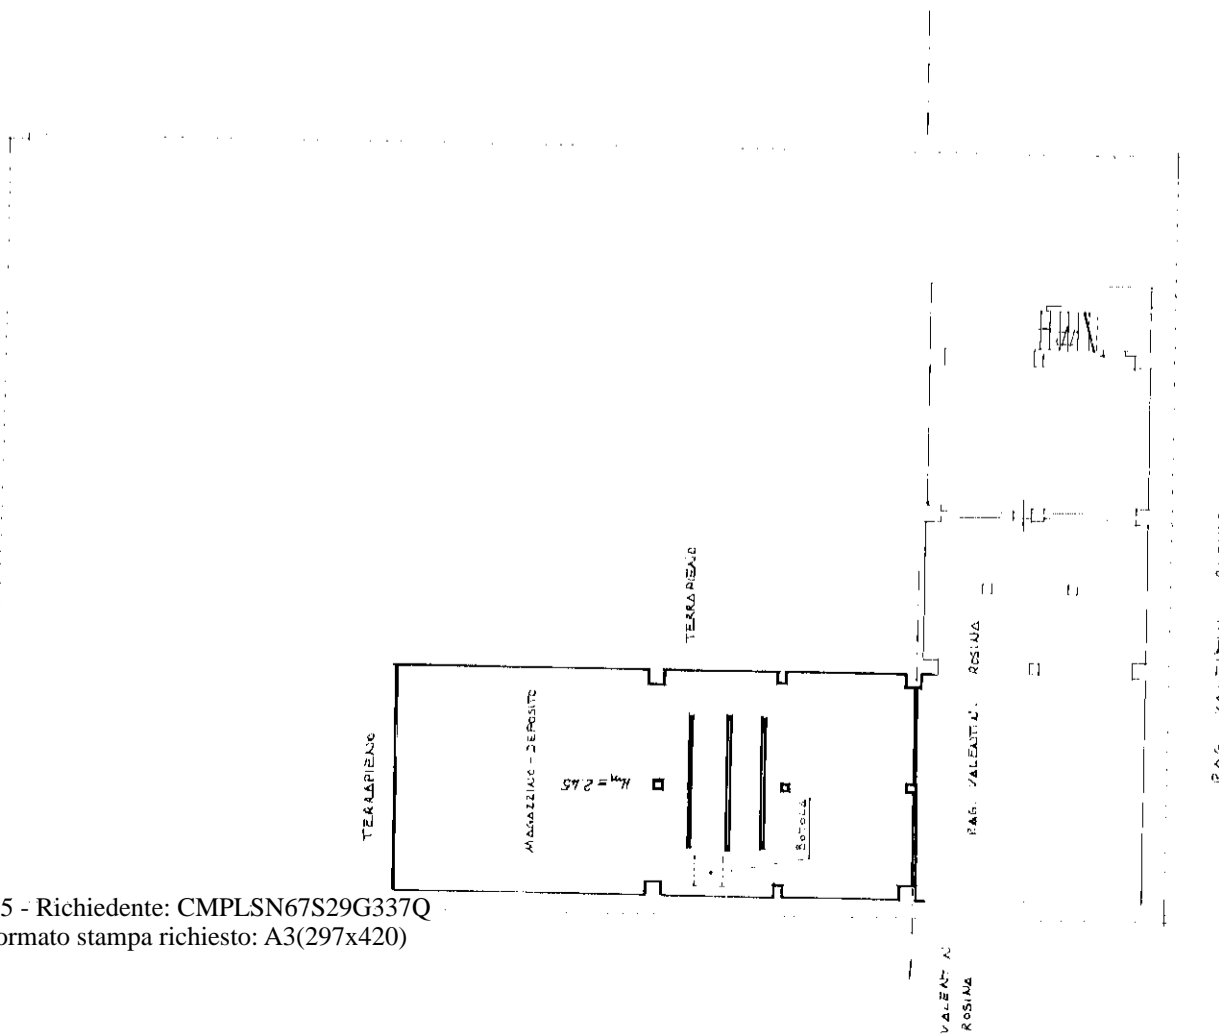 TERRAPIENO
TERRAPIENO
MAGAZZINO - DEPOSITO
Hm = 2.45
BOTOLA
RAG. VALENTINI ROSINA
5 - Richiedente: CMPLSN67S29G337Q
ormato stampa richiesto: A3(297x420)
ROSINA